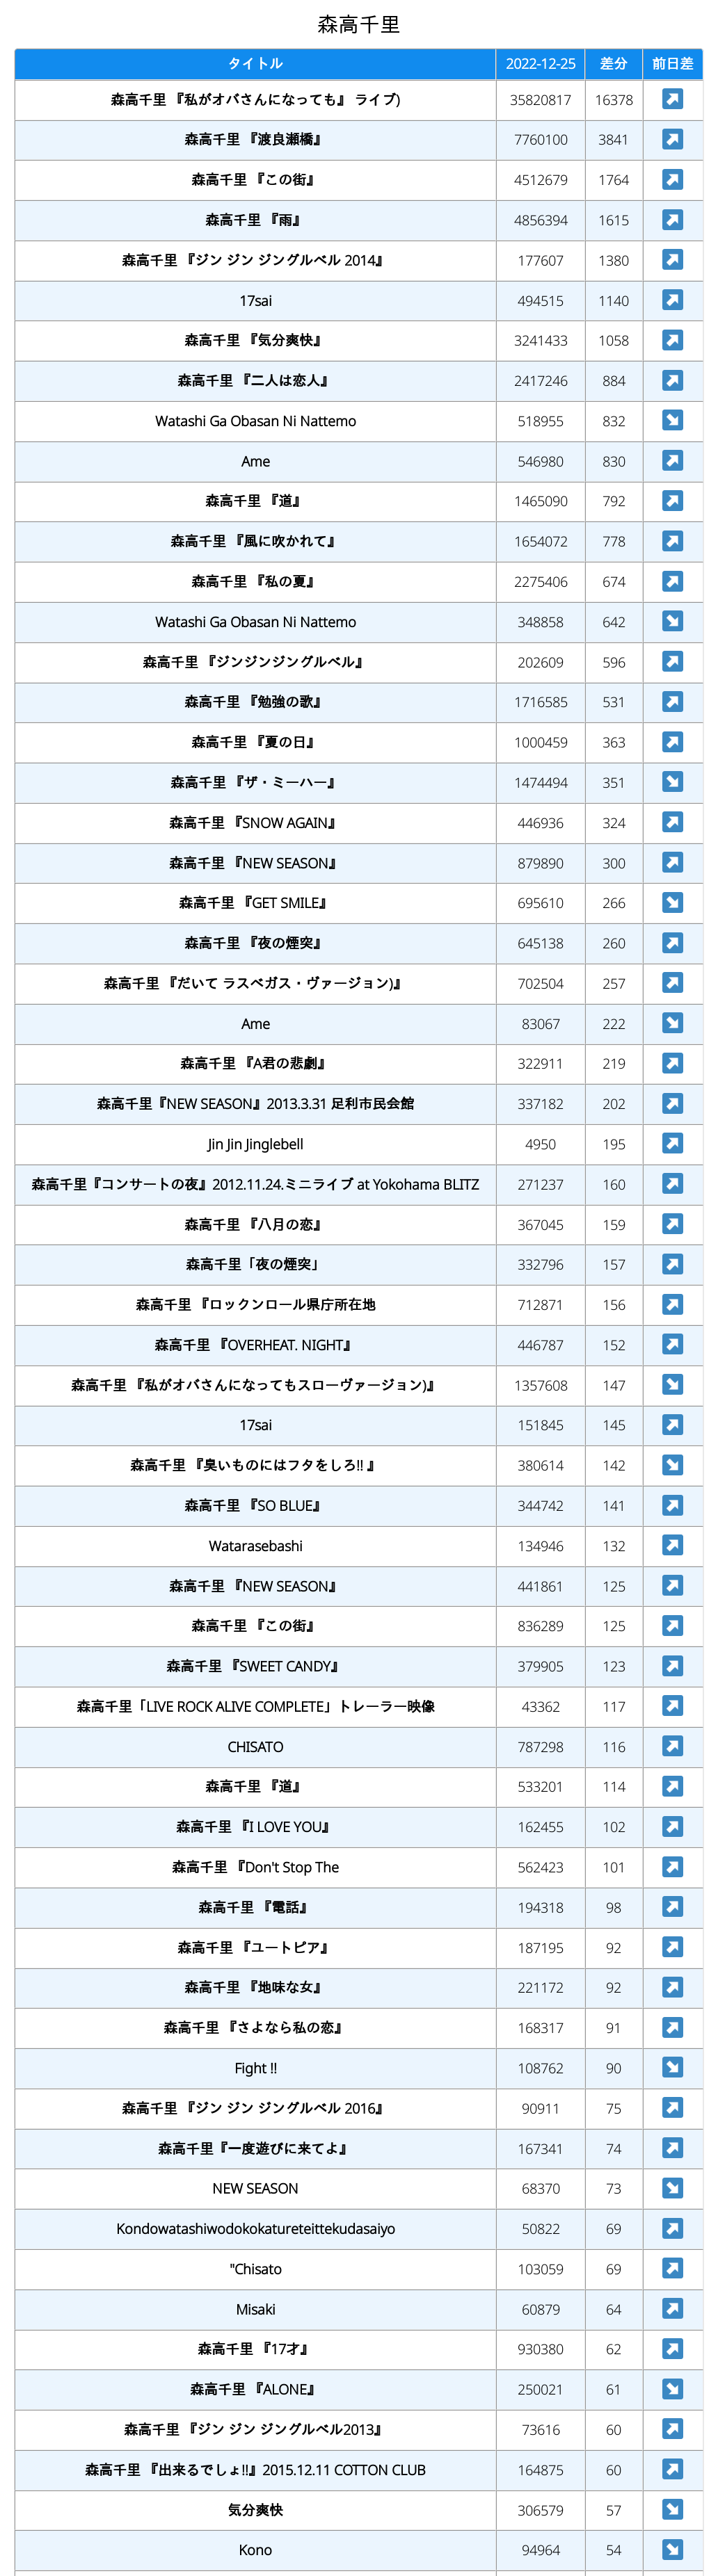 森高千里
タイトル 2022-12-25 差分 前日差
森高千里 『私がオバさんになっても』 ライブ) 35820817 16378
森高千里 『渡良瀬橋』 7760100 3841
森高千里 『この街』 4512679 1764
森高千里 『雨』 4856394 1615
森高千里 『ジン ジン ジングルベル 2014』 177607 1380
17sai 494515 1140
森高千里 『気分爽快』 3241433 1058
森高千里 『二人は恋人』 2417246 884
Watashi Ga Obasan Ni Nattemo 518955 832
Ame 546980 830
森高千里 『道』 1465090 792
森高千里 『風に吹かれて』 1654072 778
森高千里 『私の夏』 2275406 674
Watashi Ga Obasan Ni Nattemo 348858 642
森高千里 『ジンジンジングルベル』 202609 596
森高千里 『勉強の歌』 1716585 531
森高千里 『夏の日』 1000459 363
森高千里 『ザ・ミーハー』 1474494 351
森高千里 『SNOW AGAIN』 446936 324
森高千里 『NEW SEASON』 879890 300
森高千里 『GET SMILE』 695610 266
森高千里 『夜の煙突』 645138 260
森高千里 『だいて ラスベガス・ヴァージョン)』 702504 257
Ame 83067 222
森高千里 『A君の悲劇』 322911 219
森高千里『NEW SEASON』2013.3.31 足利市民会館 337182 202
Jin Jin Jinglebell 4950 195
森高千里『コンサートの夜』2012.11.24.ミニライブ at Yokohama BLITZ 271237 160
森高千里 『八月の恋』 367045 159
森高千里「夜の煙突」 332796 157
森高千里 『ロックンロール県庁所在地 712871 156
森高千里 『OVERHEAT. NIGHT』 446787 152
森高千里 『私がオバさんになってもスローヴァージョン)』 1357608 147
17sai 151845 145
森高千里 『臭いものにはフタをしろ!! 』 380614 142
森高千里 『SO BLUE』 344742 141
Watarasebashi 134946 132
森高千里 『NEW SEASON』 441861 125
森高千里 『この街』 836289 125
森高千里 『SWEET CANDY』 379905 123
森高千里「LIVE ROCK ALIVE COMPLETE」トレーラー映像 43362 117
CHISATO 787298 116
森高千里 『道』 533201 114
森高千里 『I LOVE YOU』 162455 102
森高千里 『Don't Stop The 562423 101
森高千里 『電話』 194318 98
森高千里 『ユートピア』 187195 92
森高千里 『地味な女』 221172 92
森高千里 『さよなら私の恋』 168317 91
Fight !! 108762 90
森高千里 『ジン ジン ジングルベル 2016』 90911 75
森高千里『一度遊びに来てよ』 167341 74
NEW SEASON 68370 73
Kondowatashiwodokokatureteittekudasaiyo 50822 69
"Chisato 103059 69
Misaki 60879 64
森高千里 『17才』 930380 62
森高千里 『ALONE』 250021 61
森高千里 『ジン ジン ジングルベル2013』 73616 60
森高千里 『出来るでしょ!!』2015.12.11 COTTON CLUB 164875 60
気分爽快 306579 57
Kono 94964 54